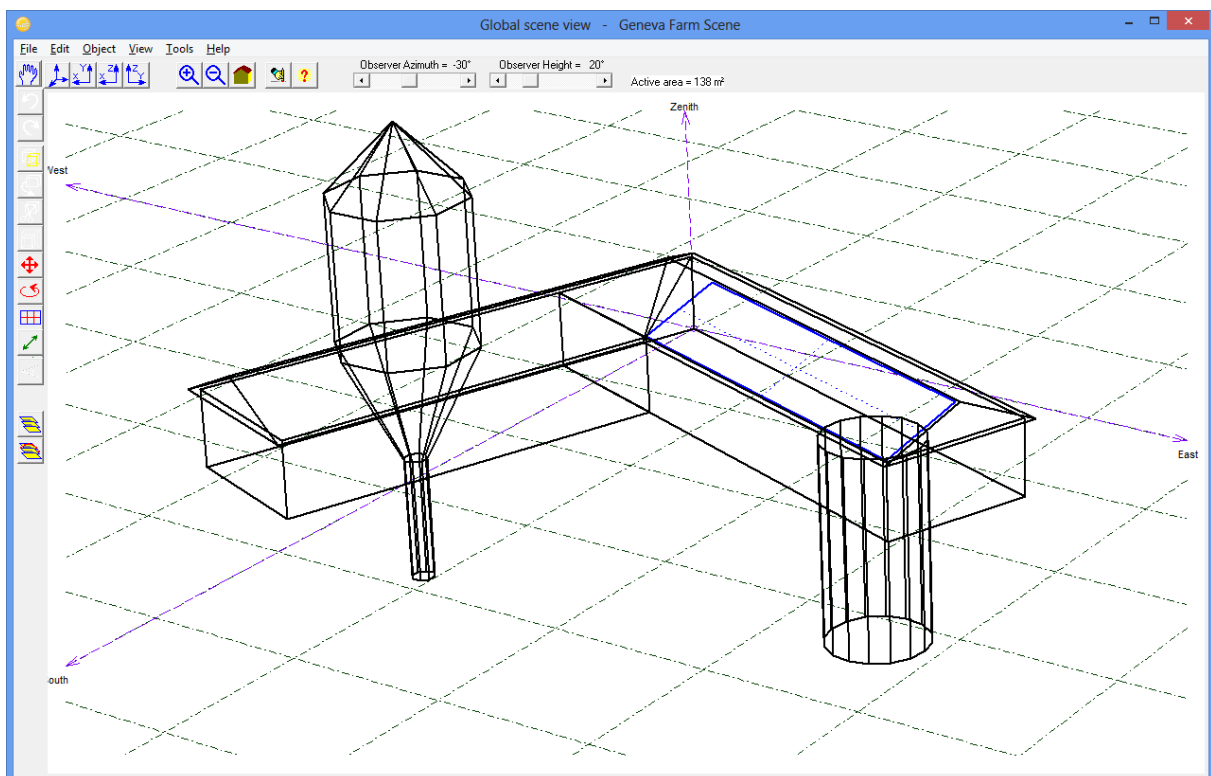 Global scene view - Geneva Farm Scene
File Edit Object View Tools Help
Observer Azimuth = -30° Observer Height = 20°
Active area = 138 m²
Zenith
West
East
outh